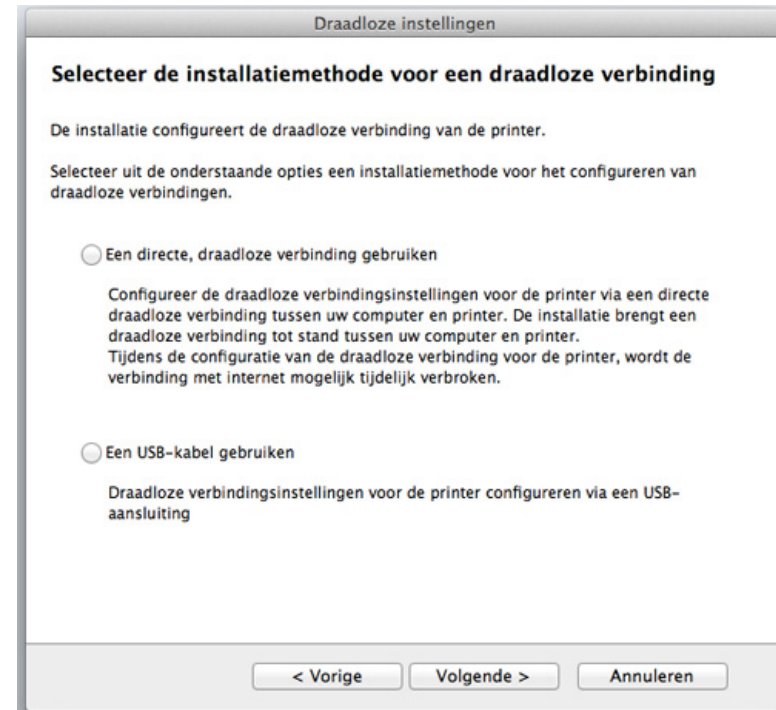 Draadloze instellingen
Selecteer de installatiemethode voor een draadloze verbinding
De installatie configureert de draadloze verbinding van de printer.
Selecteer uit de onderstaande opties een installatiemethode voor het configureren van
draadloze verbindingen.
Een directe, draadloze verbinding gebruiken
Configureer de draadloze verbindingsinstellingen voor de printer via een directe
draadloze verbinding tussen uw computer en printer. De installatie brengt een
draadloze verbinding tot stand tussen uw computer en printer.
Tijdens de configuratie van de draadloze verbinding voor de printer, wordt de
verbinding met internet mogelijk tijdelijk verbroken.
Een USB-kabel gebruiken
Draadloze verbindingsinstellingen voor de printer configureren via een USB-
aansluiting
< Vorige Volgende > Annuleren